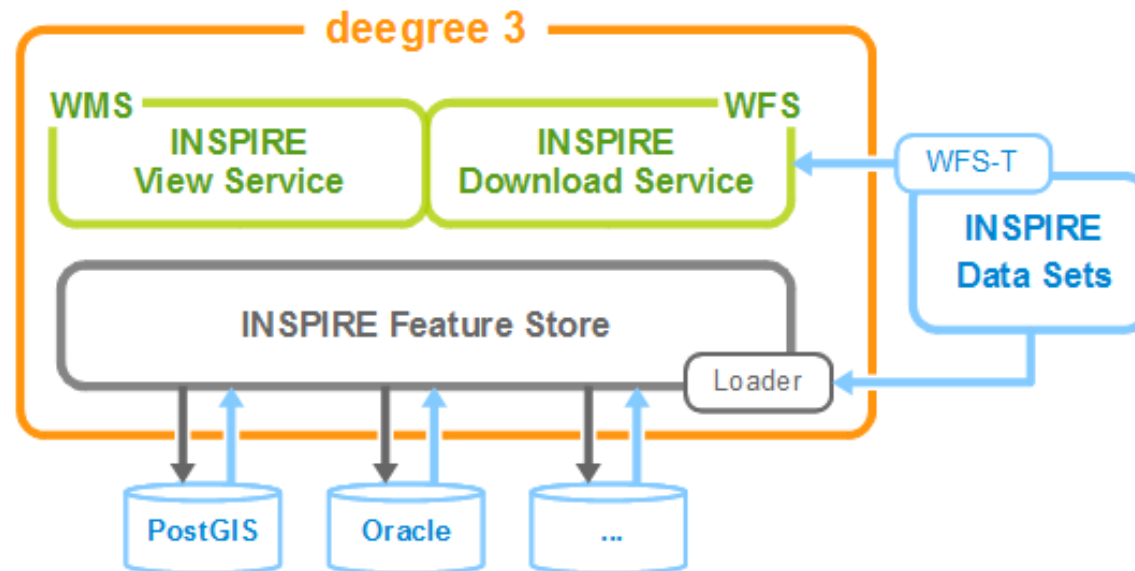 deegree 3
WMS
WFS
INSPIRE
View Service
INSPIRE
Download Service
WFS-T
INSPIRE
Data Sets
INSPIRE Feature Store
Loader
PostGIS
Oracle
...